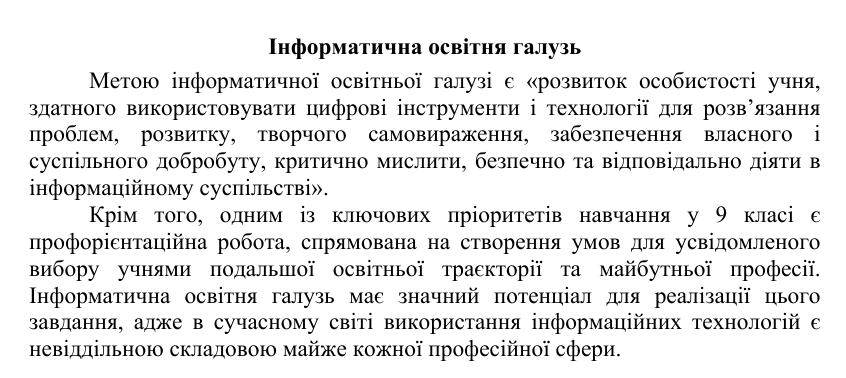 Інформатична освітня галузь
Метою інформатичної освітньої галузі є «розвиток особистості учня,
здатного використовувати цифрові інструменти і технології для розв’язання
проблем, розвитку, творчого самовираження, забезпечення власного і
суспільного добробуту, критично мислити, безпечно та відповідально діяти в
інформаційному суспільстві».
Крім того, одним із ключових пріоритетів навчання у 9 класі є
профорієнтаційна робота, спрямована на створення умов для усвідомленого
вибору учнями подальшої освітньої траєкторії та майбутньої професії.
Інформатична освітня галузь має значний потенціал для реалізації цього
завдання, адже в сучасному світі використання інформаційних технологій є
невіддільною складовою майже кожної професійної сфери.